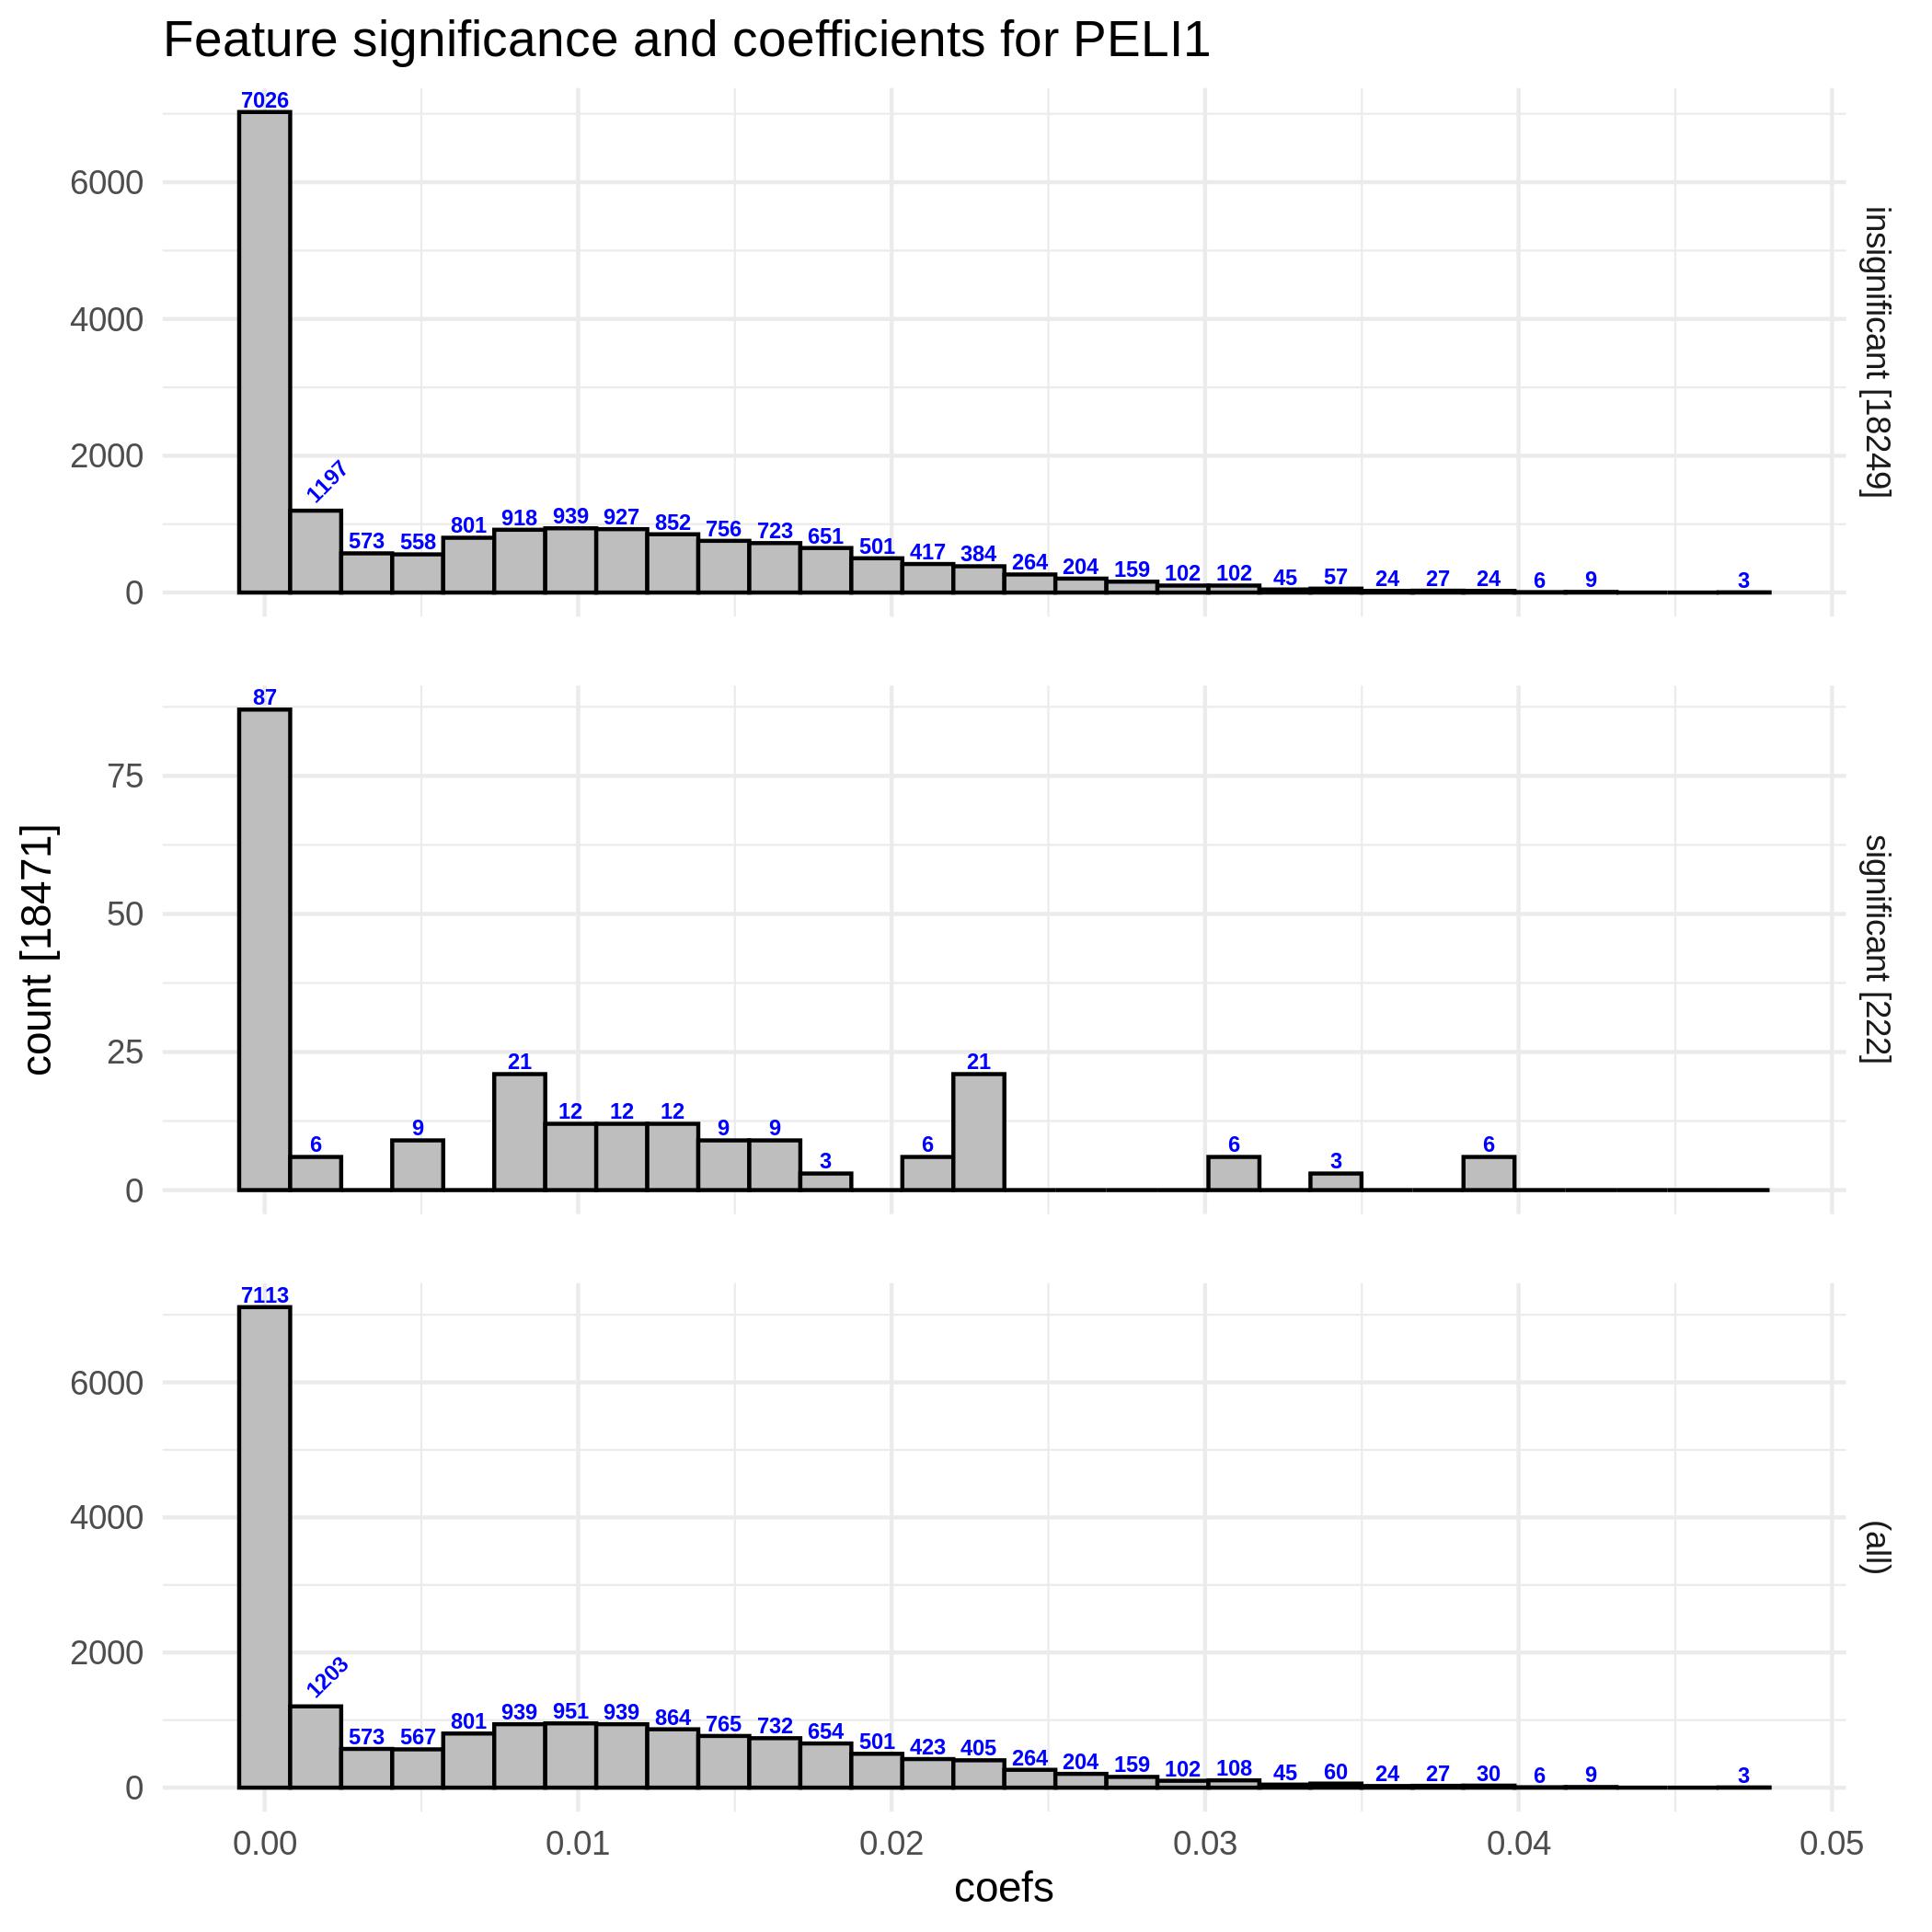 Feature significance and coefficients for PELI1
count [18471]
7026
1197
573 558 801 918 939 927 852 756 723 651 501 417 384 264 204 159 102 102 45 57 24 27 24 6 9 3
6000
4000
2000
0
insignificant [18249]
87
6 9 21 12 12 12 9 9 3 6 21 6 3 6
75
50
25
0
significant [222]
7113
1203
573 567 801 939 951 939 864 765 732 654 501 423 405 264 204 159 102 108 45 60 24 27 30 6 9 3
6000
4000
2000
0
(all)
0.00 0.01 0.02 0.03 0.04 0.05
coefs